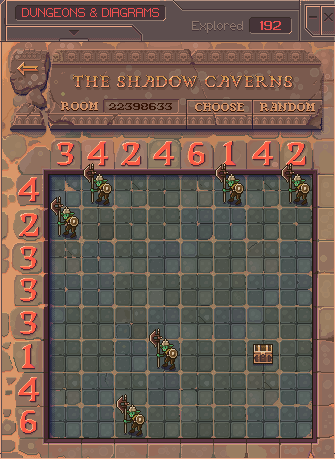 DUNGEONS & DIAGRAMS
Explored 192
THE SHADOW CAVERNS
ROOM 22398633 CHOOSE RANDOM
3 4 2 4 6 1 4 2
4
2
3
3
3
1
4
6